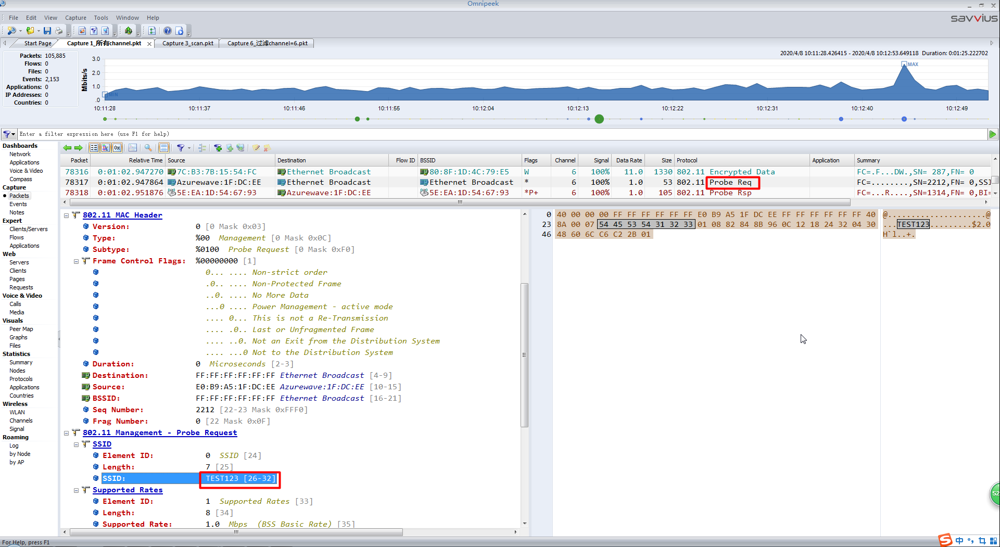 Omnipeek
File Edit View Capture Tools Window Help
savvius
Start Page Capture 1_所有channel.pkt Capture 3_scan.pkt Capture 6_过滤channel=6.pkt
2020/4/8 10:11:28.426415 - 2020/4/8 10:12:53.649118 Duration: 0:01:25.222702
Packets: 105,885
Flows: 0
Files: 0
Events: 2,153
Applications: 0
IP Addresses: 0
Countries: 0
Mbits/s
3.0
2.0
1.0
.0
MIN
MAX
10:11:28 10:11:37 10:11:46 10:11:55 10:12:04 10:12:13 10:12:22 10:12:31 10:12:40 10:12:49
Enter a filter expression here (use F1 for help)
Dashboards
Network
Applications
Voice & Video
Compass
Capture
Packets
Events
Notes
Expert
Clients/Servers
Flows
Applications
Web
Servers
Clients
Pages
Requests
Voice & Video
Calls
Media
Visuals
Peer Map
Graphs
Files
Statistics
Summary
Nodes
Protocols
Applications
Countries
Wireless
WLAN
Channels
Signal
Roaming
Log
by Node
by AP
0x
Packet Relative Time Source Destination Flow ID BSSID Flags Channel Signal Data Rate Size Protocol Application Summary
78316 0:01:02.947270 7C:B3:7B:15:54:FC Ethernet Broadcast 80:8F:1D:4C:79:E5 W 6 100% 11.0 1330 802.11 Encrypted Data FC=.F...DW.,SN= 287,FN= 0
78317 0:01:02.947864 Azurewave:1F:DC:EE Ethernet Broadcast Ethernet Broadcast * 6 100% 1.0 53 802.11 Probe Req FC=........,SN=2212,FN= 0,SSI
78318 0:01:02.951876 5E:EA:1D:54:67:93 Azurewave:1F:DC:EE 5E:EA:1D:54:67:93 *P+ 6 100% 1.0 105 802.11 Probe Rsp FC=...R....,SN=1314,FN= 0,BI=
802.11 MAC Header
Version: 0 [0 Mask 0x03]
Type: %00 Management [0 Mask 0x0C]
Subtype: %0100 Probe Request [0 Mask 0xF0]
Frame Control Flags: %00000000 [1]
0... .... Non-strict order
.0.. .... Non-Protected Frame
..0. .... No More Data
...0 .... Power Management - active mode
.... 0... This is not a Re-Transmission
.... .0.. Last or Unfragmented Frame
.... ..0. Not an Exit from the Distribution System
.... ...0 Not to the Distribution System
Duration: 0 Microseconds [2-3]
Destination: FF:FF:FF:FF:FF:FF Ethernet Broadcast [4-9]
Source: E0:B9:A5:1F:DC:EE Azurewave:1F:DC:EE [10-15]
BSSID: FF:FF:FF:FF:FF:FF Ethernet Broadcast [16-21]
Seq Number: 2212 [22-23 Mask 0xFFF0]
Frag Number: 0 [22 Mask 0x0F]
802.11 Management - Probe Request
SSID
Element ID: 0 SSID [24]
Length: 7 [25]
SSID: TEST123 [26-32]
Supported Rates
Element ID: 1 Supported Rates [33]
Length: 8 [34]
Supported Rate: 1.0 Mbps (BSS Basic Rate) [35]
0 40 00 00 00 FF FF FF FF FF FF E0 B9 A5 1F DC EE FF FF FF FF FF FF 40 @.....................@
23 8A 00 07 54 45 53 54 31 32 33 01 08 82 84 8B 96 0C 12 18 24 32 04 30 ...TEST123.........$2.0
46 48 60 6C C6 C2 2B 01 H`l..+.
52
For Help, press F1
S 中